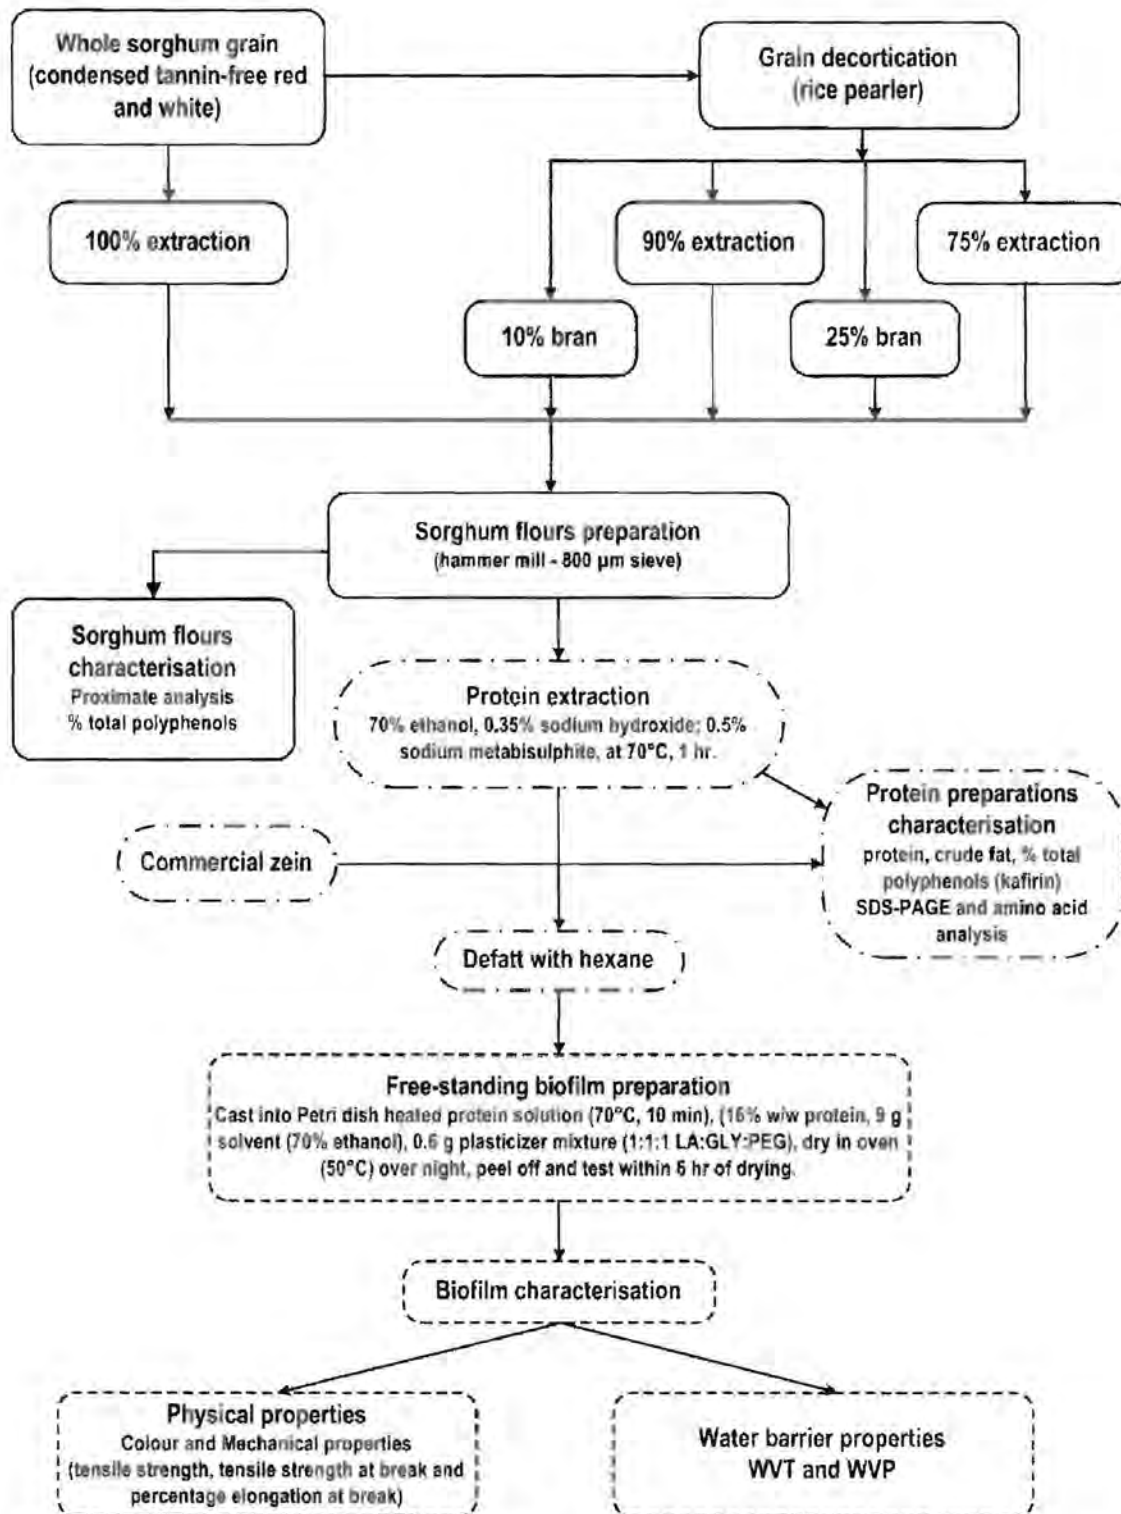 Whole sorghum grain
(condensed tannin-free red
and white)
Grain decortication
(rice pearler)
100% extraction
90% extraction
75% extraction
10% bran
25% bran
Sorghum flours preparation
(hammer mill - 800 µm sieve)
Sorghum flours
characterisation
Proximate analysis
% total polyphenols
Protein extraction
70% ethanol, 0.35% sodium hydroxide; 0.5%
sodium metabisulphite, at 70°C, 1 hr.
Protein preparations
characterisation
protein, crude fat, % total
polyphenols (kafirin)
SDS-PAGE and amino acid
analysis
Commercial zein
Defatt with hexane
Free-standing biofilm preparation
Cast into Petri dish heated protein solution (70°C, 10 min), (16% w/w protein, 9 g
solvent (70% ethanol), 0.6 g plasticizer mixture (1:1:1 LA:GLY:PEG), dry in oven
(50°C) over night, peel off and test within 6 hr of drying.
Biofilm characterisation
Physical properties
Colour and Mechanical properties
(tensile strength, tensile strength at break and
percentage elongation at break)
Water barrier properties
WVT and WVP